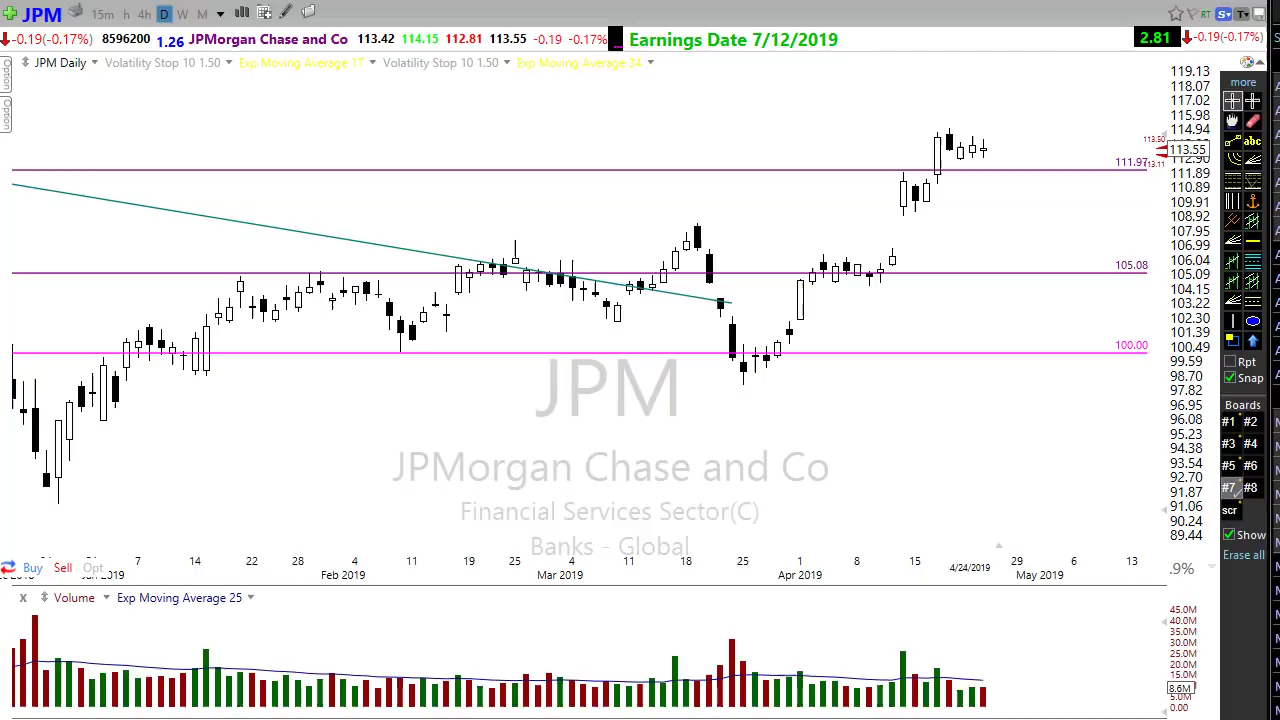 JPM 15m h 4h D W M RT S T
-0.19(-0.17%) 8596200 1.26 JPMorgan Chase and Co 113.42 114.15 112.81 113.55 -0.19 -0.17% Earnings Date 7/12/2019 2.81 -0.19(-0.17%)
JPM Daily Volatility Stop 10 1.50 Exp Moving Average 17 Volatility Stop 10 1.50 Exp Moving Average 34
Option
Option
119.13
118.07
117.02
115.98
114.94
113.50
113.55
112.90
113.11
111.97
111.89
110.89
109.91
108.92
107.95
106.99
106.04
105.08
105.09
104.15
103.22
102.30
101.39
100.00
100.49
99.59
98.70
97.82
96.95
96.08
95.23
94.38
93.54
92.70
91.87
91.06
90.24
89.44
JPM
JPMorgan Chase and Co
Financial Services Sector(C)
Banks - Global
7 14 22 28 4 11 19 25 4 11 18 25 1 8 15 4/24/2019 29 6 13
2019 Feb 2019 Mar 2019 Apr 2019 May 2019
Buy Sell Opt
.9%
x Volume Exp Moving Average 25
45.0M
40.0M
35.0M
30.0M
25.0M
20.0M
15.0M
8.6M
5.0M
0.00
more
abc
Rpt
Snap
Boards
#1 #2
#3 #4
#5 #6
#7 #8
scr
Show
Erase all